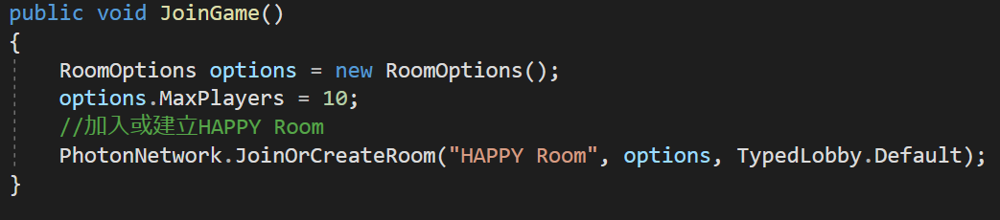 public void JoinGame()
{
RoomOptions options = new RoomOptions();
options.MaxPlayers = 10;
//加入或建立HAPPY Room
PhotonNetwork.JoinOrCreateRoom("HAPPY Room", options, TypedLobby.Default);
}